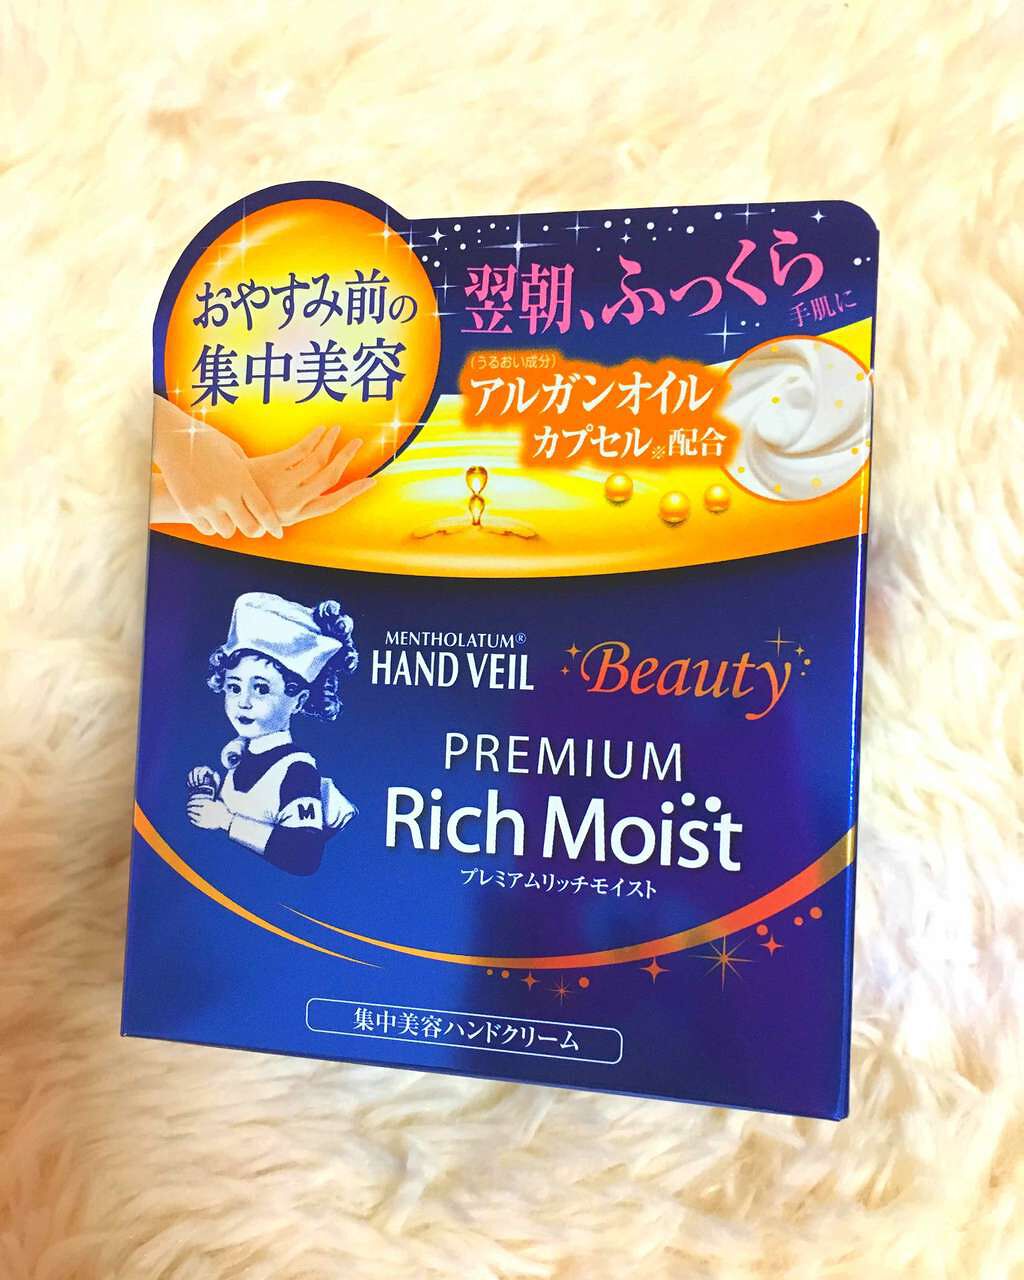 おやすみ前の
集中美容
翌朝、ふっくら
手肌に
(うるおい成分)
アルガンオイル
カプセル※配合
MENTHOLATUM®
HAND VEIL
Beauty
PREMIUM
Rich Moist
プレミアムリッチモイスト
M
集中美容ハンドクリーム